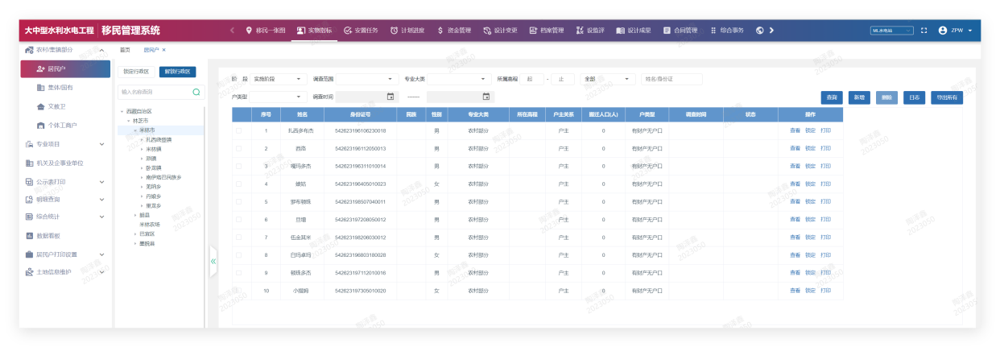 大中型水利水电工程 移民管理系统
移民一张图 实物指标 安置任务 计划进度 $ 资金管理 设计变更 档案管理 设监评 设计成果 合同管理 综合事务
ZPW
农村/集镇部分
居民户
集体/国有
文教卫
个体工商户
专业项目
机关及企事业单位
公示表打印
明细查询
综合统计
数据看板
居民户打印设置
土地信息维护
首页 居民户 ×
锁定行政区 解锁行政区
输入名称查询
西藏自治区
林芝市
米林市
扎西绕登镇
米林镇
派镇
卧龙镇
南伊珞巴民族乡
羌纳乡
丹娘乡
里龙乡
朗县
米林农场
巴宜区
墨脱县
阶 段 实施阶段 调查范围 专业大类 所属高程 起 - 止 全部 姓名/身份证
户类型 调查时间 -------
查询 新增 删除 日志 导出所有
序号 姓名 身份证号 民族 性别 专业大类 所在高程 户主关系 搬迁人口(人) 户类型 调查时间 状态 操作
1 扎西多布杰 542623196106230018 男 农村部分 户主 0 有财产无户口 查看 锁定 打印
2 西洛 542623196112050013 男 农村部分 户主 0 有财产无户口 查看 锁定 打印
3 嘎玛多杰 542623196311010014 男 农村部分 户主 0 有财产无户口 查看 锁定 打印
4 娘姑 542623196405010023 女 农村部分 户主 0 有财产无户口 查看 锁定 打印
5 罗布顿珠 542623198507040011 男 农村部分 户主 0 有财产无户口 查看 锁定 打印
6 旦增 542623197208050012 男 农村部分 户主 0 有财产无户口 查看 锁定 打印
7 伍金其米 542623198206030012 男 农村部分 户主 0 有财产无户口 查看 锁定 打印
8 白玛卓玛 542623196803180028 女 农村部分 户主 0 有财产无户口 查看 锁定 打印
9 顿珠多杰 542623197112010016 男 农村部分 户主 0 有财产无户口 查看 锁定 打印
10 小措姆 542623197305010020 女 农村部分 户主 0 有财产无户口 查看 锁定 打印